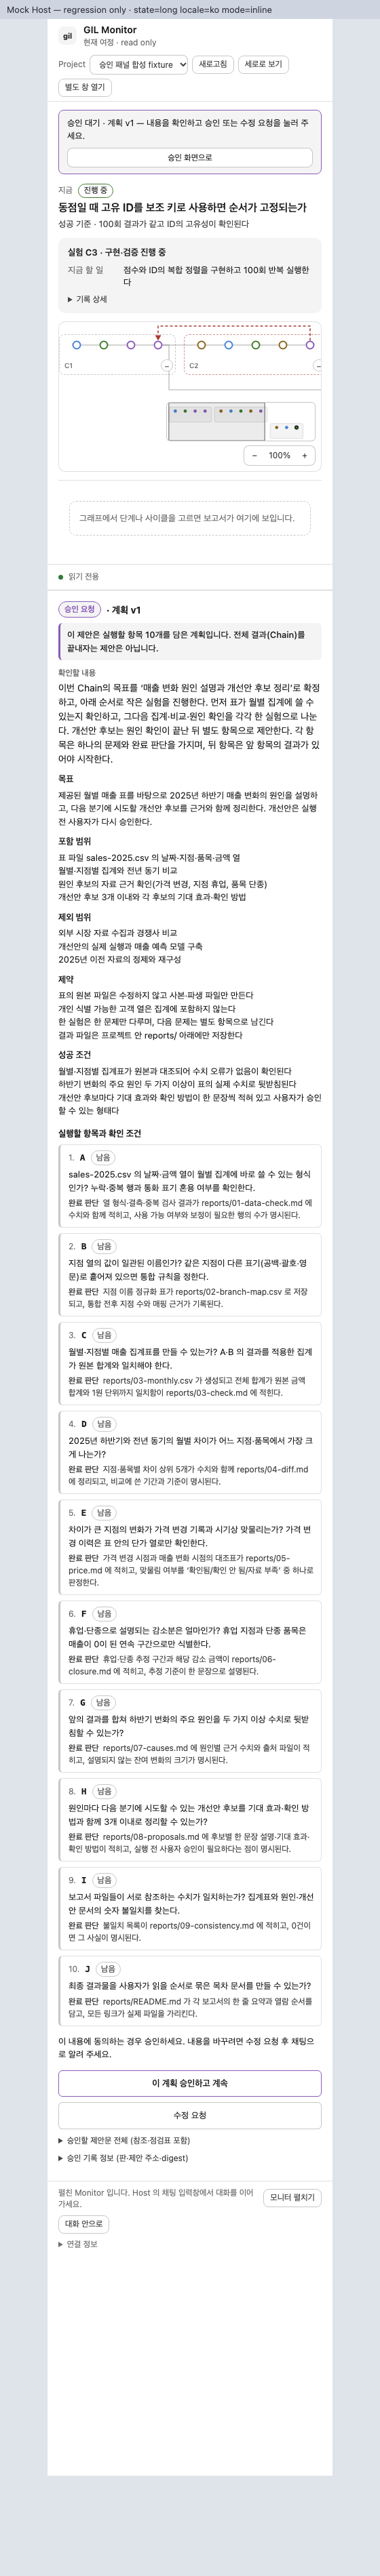 Mock Host — regression only · state=long locale=ko mode=inline
gil
GIL Monitor
현재 여정 · read only
Project 승인 패널 합성 fixture 새로고침 세로로 보기
별도 창 열기
승인 대기 · 계획 v1 — 내용을 확인하고 승인 또는 수정 요청을 눌러 주
세요.
승인 화면으로
지금 진행 중
동점일 때 고유 ID를 보조 키로 사용하면 순서가 고정되는가
성공 기준 · 100회 결과가 같고 ID의 고유성이 확인된다
실험 C3 · 구현·검증 진행 중
지금 할 일 점수와 ID의 복합 정렬을 구현하고 100회 반복 실행한
다
▶ 기록 상세
C1 − C2 −
− 100% +
그래프에서 단계나 사이클을 고르면 보고서가 여기에 보입니다.
읽기 전용
승인 요청 · 계획 v1
이 제안은 실행할 항목 10개를 담은 계획입니다. 전체 결과(Chain)를
끝내자는 제안은 아닙니다.
확인할 내용
이번 Chain의 목표를 ‘매출 변화 원인 설명과 개선안 후보 정리’로 확정
하고, 아래 순서로 작은 실험을 진행한다. 먼저 표가 월별 집계에 쓸 수
있는지 확인하고, 그다음 집계·비교·원인 확인을 각각 한 실험으로 나눈
다. 개선안 후보는 원인 확인이 끝난 뒤 별도 항목으로 제안한다. 각 항
목은 하나의 문제와 완료 판단을 가지며, 뒤 항목은 앞 항목의 결과가 있
어야 시작한다.
목표
제공된 월별 매출 표를 바탕으로 2025년 하반기 매출 변화의 원인을 설명하
고, 다음 분기에 시도할 개선안 후보를 근거와 함께 정리한다. 개선안은 실행
전 사용자가 다시 승인한다.
포함 범위
표 파일 sales-2025.csv 의 날짜·지점·품목·금액 열
월별·지점별 집계와 전년 동기 비교
원인 후보의 자료 근거 확인(가격 변경, 지점 휴업, 품목 단종)
개선안 후보 3개 이내와 각 후보의 기대 효과·확인 방법
제외 범위
외부 시장 자료 수집과 경쟁사 비교
개선안의 실제 실행과 매출 예측 모델 구축
2025년 이전 자료의 정제와 재구성
제약
표의 원본 파일은 수정하지 않고 사본·파생 파일만 만든다
개인 식별 가능한 고객 열은 집계에 포함하지 않는다
한 실험은 한 문제만 다루며, 다음 문제는 별도 항목으로 남긴다
결과 파일은 프로젝트 안 reports/ 아래에만 저장한다
성공 조건
월별·지점별 집계표가 원본과 대조되어 수치 오류가 없음이 확인된다
하반기 변화의 주요 원인 두 가지 이상이 표의 실제 수치로 뒷받침된다
개선안 후보마다 기대 효과와 확인 방법이 한 문장씩 적혀 있고 사용자가 승인
할 수 있는 형태다
실행할 항목과 확인 조건
1. A 남음
sales-2025.csv 의 날짜·금액 열이 월별 집계에 바로 쓸 수 있는 형식
인가? 누락·중복 행과 통화 표기 혼용 여부를 확인한다.
완료 판단 열 형식·결측·중복 검사 결과가 reports/01-data-check.md 에
수치와 함께 적히고, 사용 가능 여부와 보정이 필요한 행의 수가 명시된다.
2. B 남음
지점 열의 값이 일관된 이름인가? 같은 지점이 다른 표기(공백·괄호·영
문)로 흩어져 있으면 통합 규칙을 정한다.
완료 판단 지점 이름 정규화 표가 reports/02-branch-map.csv 로 저장
되고, 통합 전후 지점 수와 매핑 근거가 기록된다.
3. C 남음
월별·지점별 매출 집계표를 만들 수 있는가? A·B 의 결과를 적용한 집계
가 원본 합계와 일치해야 한다.
완료 판단 reports/03-monthly.csv 가 생성되고 전체 합계가 원본 금액
합계와 1원 단위까지 일치함이 reports/03-check.md 에 적힌다.
4. D 남음
2025년 하반기와 전년 동기의 월별 차이가 어느 지점·품목에서 가장 크
게 나는가?
완료 판단 지점·품목별 차이 상위 5개가 수치와 함께 reports/04-diff.md
에 정리되고, 비교에 쓴 기간과 기준이 명시된다.
5. E 남음
차이가 큰 지점의 변화가 가격 변경 기록과 시기상 맞물리는가? 가격 변
경 이력은 표 안의 단가 열로만 확인한다.
완료 판단 가격 변경 시점과 매출 변화 시점의 대조표가 reports/05-
price.md 에 적히고, 맞물림 여부를 ‘확인됨/확인 안 됨/자료 부족’ 중 하나로
판정한다.
6. F 남음
휴업·단종으로 설명되는 감소분은 얼마인가? 휴업 지점과 단종 품목은
매출이 0이 된 연속 구간으로만 식별한다.
완료 판단 휴업·단종 추정 구간과 해당 감소 금액이 reports/06-
closure.md 에 적히고, 추정 기준이 한 문장으로 설명된다.
7. G 남음
앞의 결과를 합쳐 하반기 변화의 주요 원인을 두 가지 이상 수치로 뒷받
침할 수 있는가?
완료 판단 reports/07-causes.md 에 원인별 근거 수치와 출처 파일이 적
히고, 설명되지 않는 잔여 변화의 크기가 명시된다.
8. H 남음
원인마다 다음 분기에 시도할 수 있는 개선안 후보를 기대 효과·확인 방
법과 함께 3개 이내로 정리할 수 있는가?
완료 판단 reports/08-proposals.md 에 후보별 한 문장 설명·기대 효과·
확인 방법이 적히고, 실행 전 사용자 승인이 필요하다는 점이 명시된다.
9. I 남음
보고서 파일들이 서로 참조하는 수치가 일치하는가? 집계표와 원인·개선
안 문서의 숫자 불일치를 찾는다.
완료 판단 불일치 목록이 reports/09-consistency.md 에 적히고, 0건이
면 그 사실이 명시된다.
10. J 남음
최종 결과물을 사용자가 읽을 순서로 묶은 목차 문서를 만들 수 있는가?
완료 판단 reports/README.md 가 각 보고서의 한 줄 요약과 열람 순서를
담고, 모든 링크가 실제 파일을 가리킨다.
이 내용에 동의하는 경우 승인하세요. 내용을 바꾸려면 수정 요청 후 채팅으
로 알려 주세요.
이 계획 승인하고 계속
수정 요청
▶ 승인할 제안문 전체 (참조·점검표 포함)
▶ 승인 기록 정보 (판·제안 주소·digest)
펼친 Monitor 입니다. Host 의 채팅 입력창에서 대화를 이어
가세요.
모니터 펼치기
대화 안으로
▶ 연결 정보